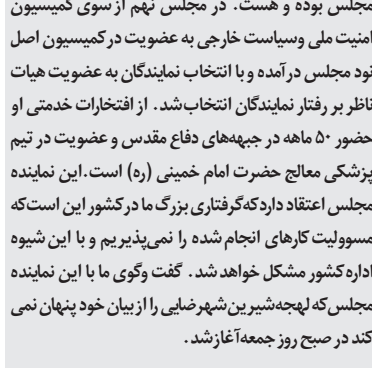 مجلس بوده و هست. در مجلس نهم از سوی کمیسیون
امنیت ملی وسیاست خارجی به عضویت در کمیسیون اصل
نود مجلس در آمده و با انتخاب نمایندگان به عضویت هیات
ناظر بر رفتار نمایندگان انتخاب شد. از افتخارات خدمتی او
حضور ۵۰ ماهه در جبهه‌های دفاع مقدس و عضویت در تیم
پزشکی معالج حضرت امام خمینی (ره) است.این نماینده
مجلس اعتقاد دارد که گرفتاری بزرگ ما در کشور این است که
مسوولیت کارهای انجام شده را نمی‌پذیریم و با این شیوه
اداره کشور مشکل خواهد شد. گفت وگوی ما با این نماینده
مجلس که لهجه شیرین شهرضایی را از بیان خود پنهان نمی
کند در صبح روز جمعه آغاز شد.